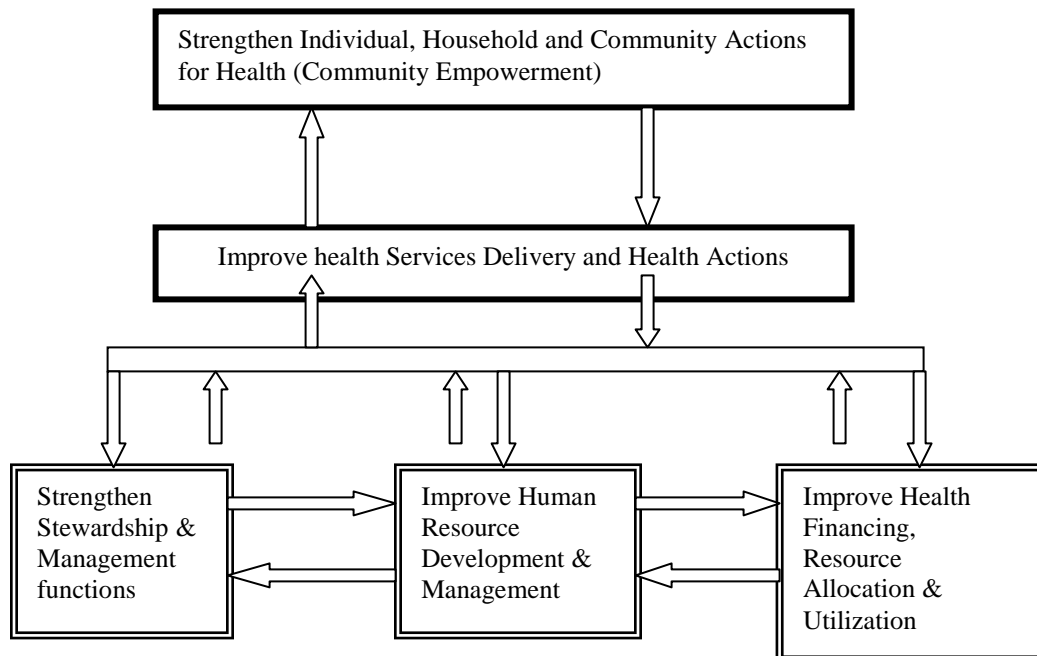 Strengthen Individual, Household and Community Actions
for Health (Community Empowerment)
Improve health Services Delivery and Health Actions
Strengthen
Stewardship &
Management
functions
Improve Human
Resource
Development &
Management
Improve Health
Financing,
Resource
Allocation &
Utilization